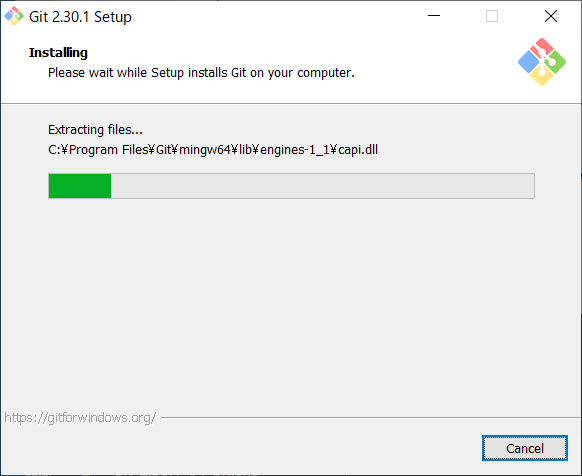 Git 2.30.1 Setup
Installing
Please wait while Setup installs Git on your computer.
Extracting files...
C:¥Program Files¥Git¥mingw64¥lib¥engines-1_1¥capi.dll
https://gitforwindows.org/
Cancel